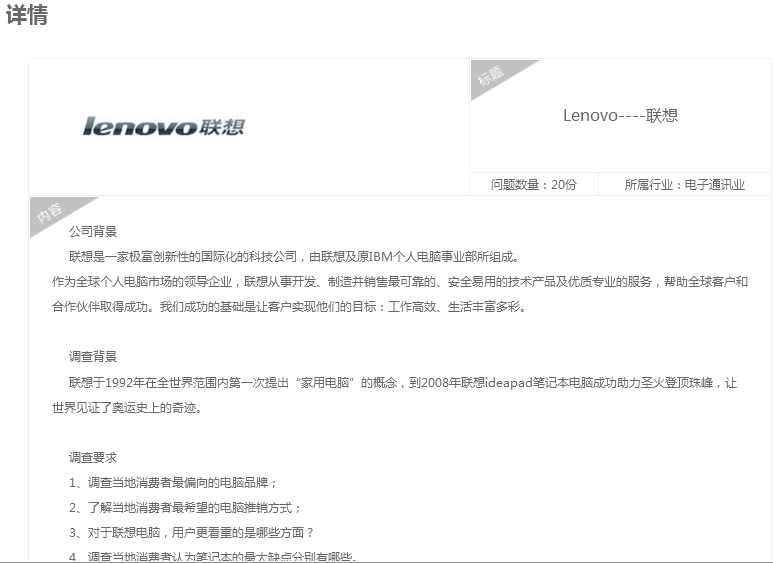 详情
lenovo联想
标题
Lenovo----联想
问题数量：20份
所属行业：电子通讯业
内容
公司背景
联想是一家极富创新性的国际化的科技公司，由联想及原IBM个人电脑事业部所组成。
作为全球个人电脑市场的领导企业，联想从事开发、制造并销售最可靠的、安全易用的技术产品及优质专业的服务，帮助全球客户和
合作伙伴取得成功。我们成功的基础是让客户实现他们的目标：工作高效、生活丰富多彩。
调查背景
联想于1992年在全世界范围内第一次提出“家用电脑”的概念，到2008年联想ideapad笔记本电脑成功助力圣火登顶珠峰，让
世界见证了奥运史上的奇迹。
调查要求
1、调查当地消费者最偏向的电脑品牌；
2、了解当地消费者最希望的电脑推销方式；
3、对于联想电脑，用户更看重的是哪些方面？
4、调查当地消费者认为笔记本的最大缺点分别有哪些。